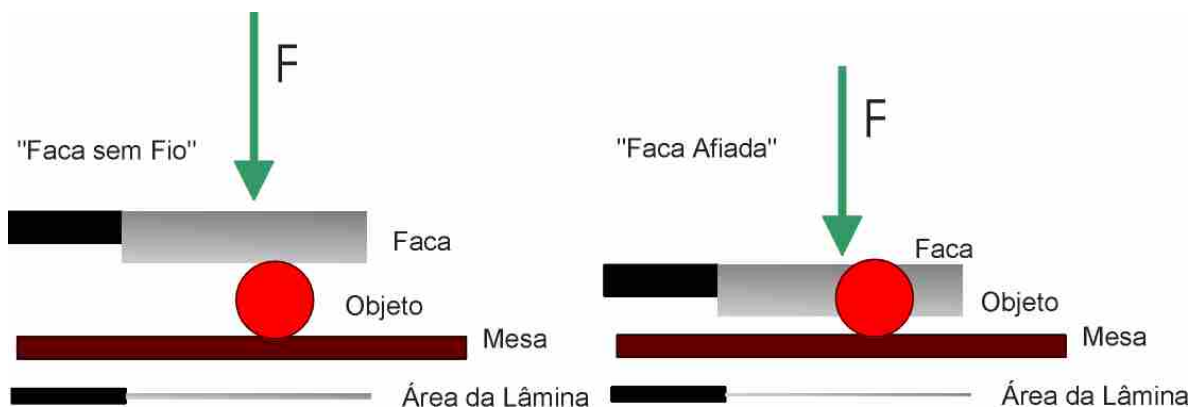 F
"Faca sem Fio"
Faca
Objeto
Mesa
Área da Lâmina
F
"Faca Afiada"
Faca
Objeto
Mesa
Área da Lâmina